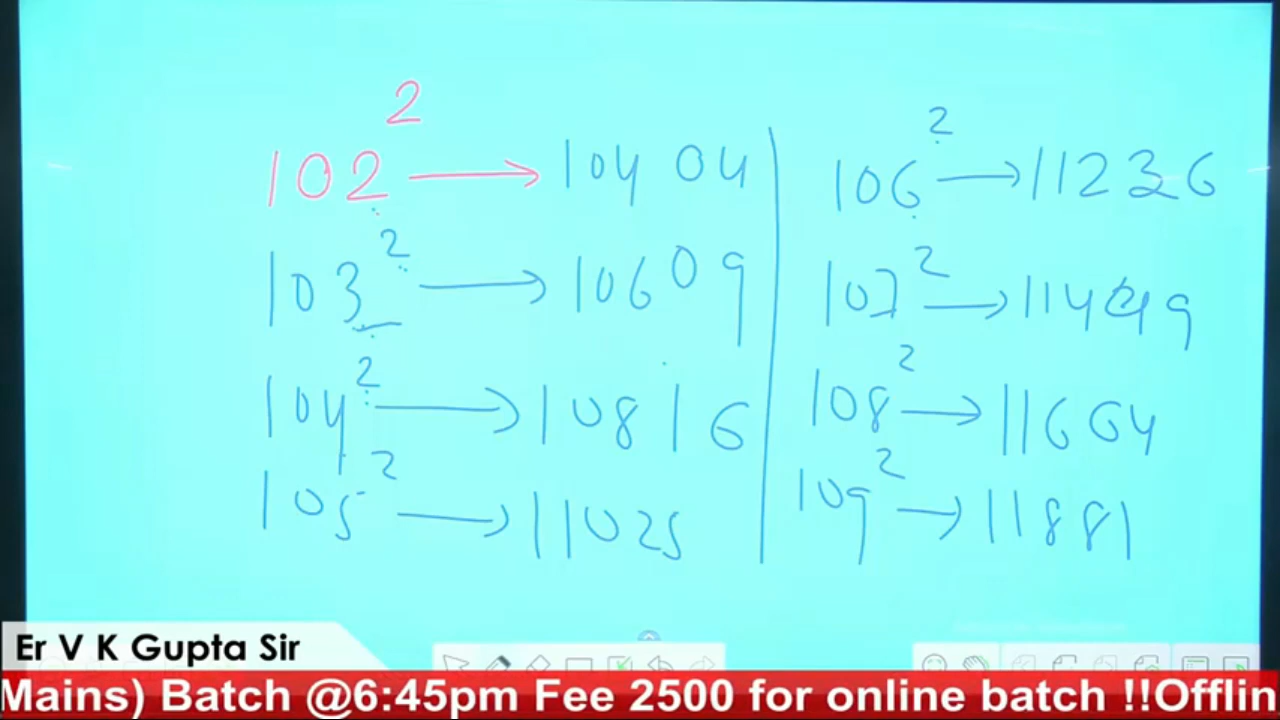 102² → 10404
103² → 10609
104² → 10816
105² → 11025
106² → 11236
107² → 11449
108² → 11664
109² → 11881
Er V K Gupta Sir
Mains) Batch @6:45pm Fee 2500 for online batch !!Offlin